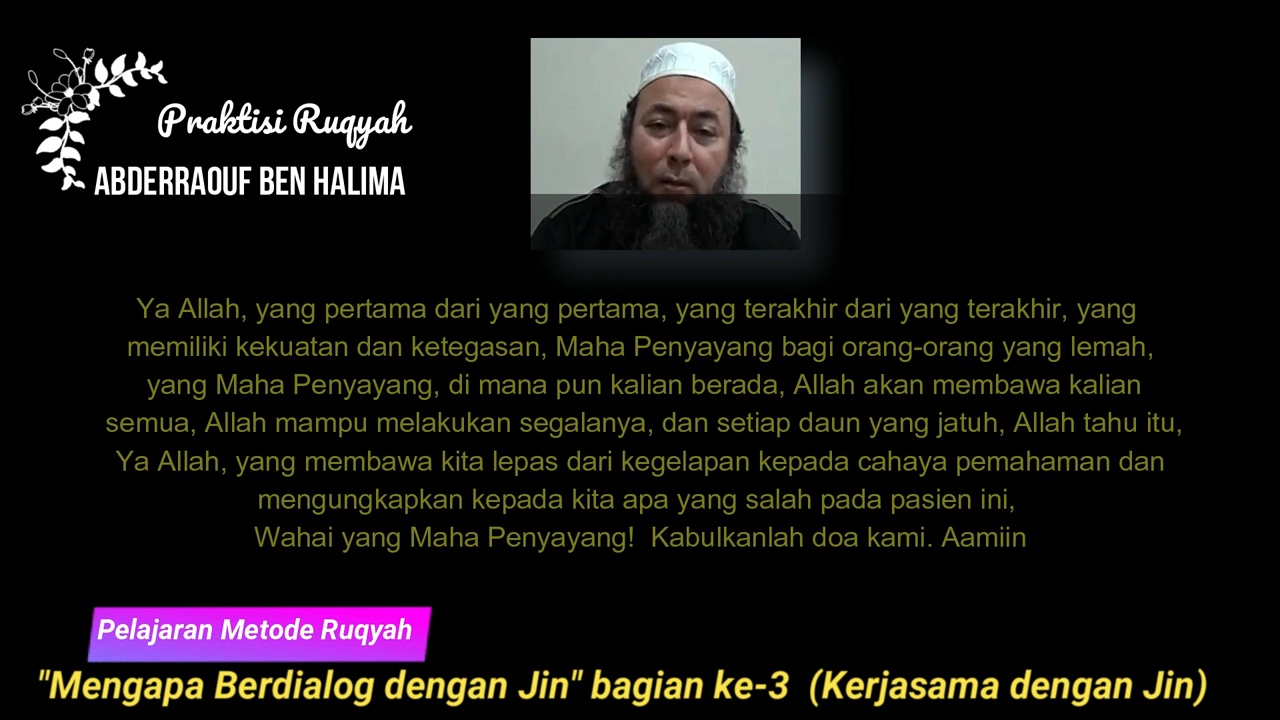 Praktisi Ruqyah
ABDERRAOUF BEN HALIMA
Ya Allah, yang pertama dari yang pertama, yang terakhir dari yang terakhir, yang
memiliki kekuatan dan ketegasan, Maha Penyayang bagi orang-orang yang lemah,
yang Maha Penyayang, di mana pun kalian berada, Allah akan membawa kalian
semua, Allah mampu melakukan segalanya, dan setiap daun yang jatuh, Allah tahu itu,
Ya Allah, yang membawa kita lepas dari kegelapan kepada cahaya pemahaman dan
mengungkapkan kepada kita apa yang salah pada pasien ini,
Wahai yang Maha Penyayang! Kabulkanlah doa kami. Aamiin
Pelajaran Metode Ruqyah
"Mengapa Berdialog dengan Jin" bagian ke-3 (Kerjasama dengan Jin)